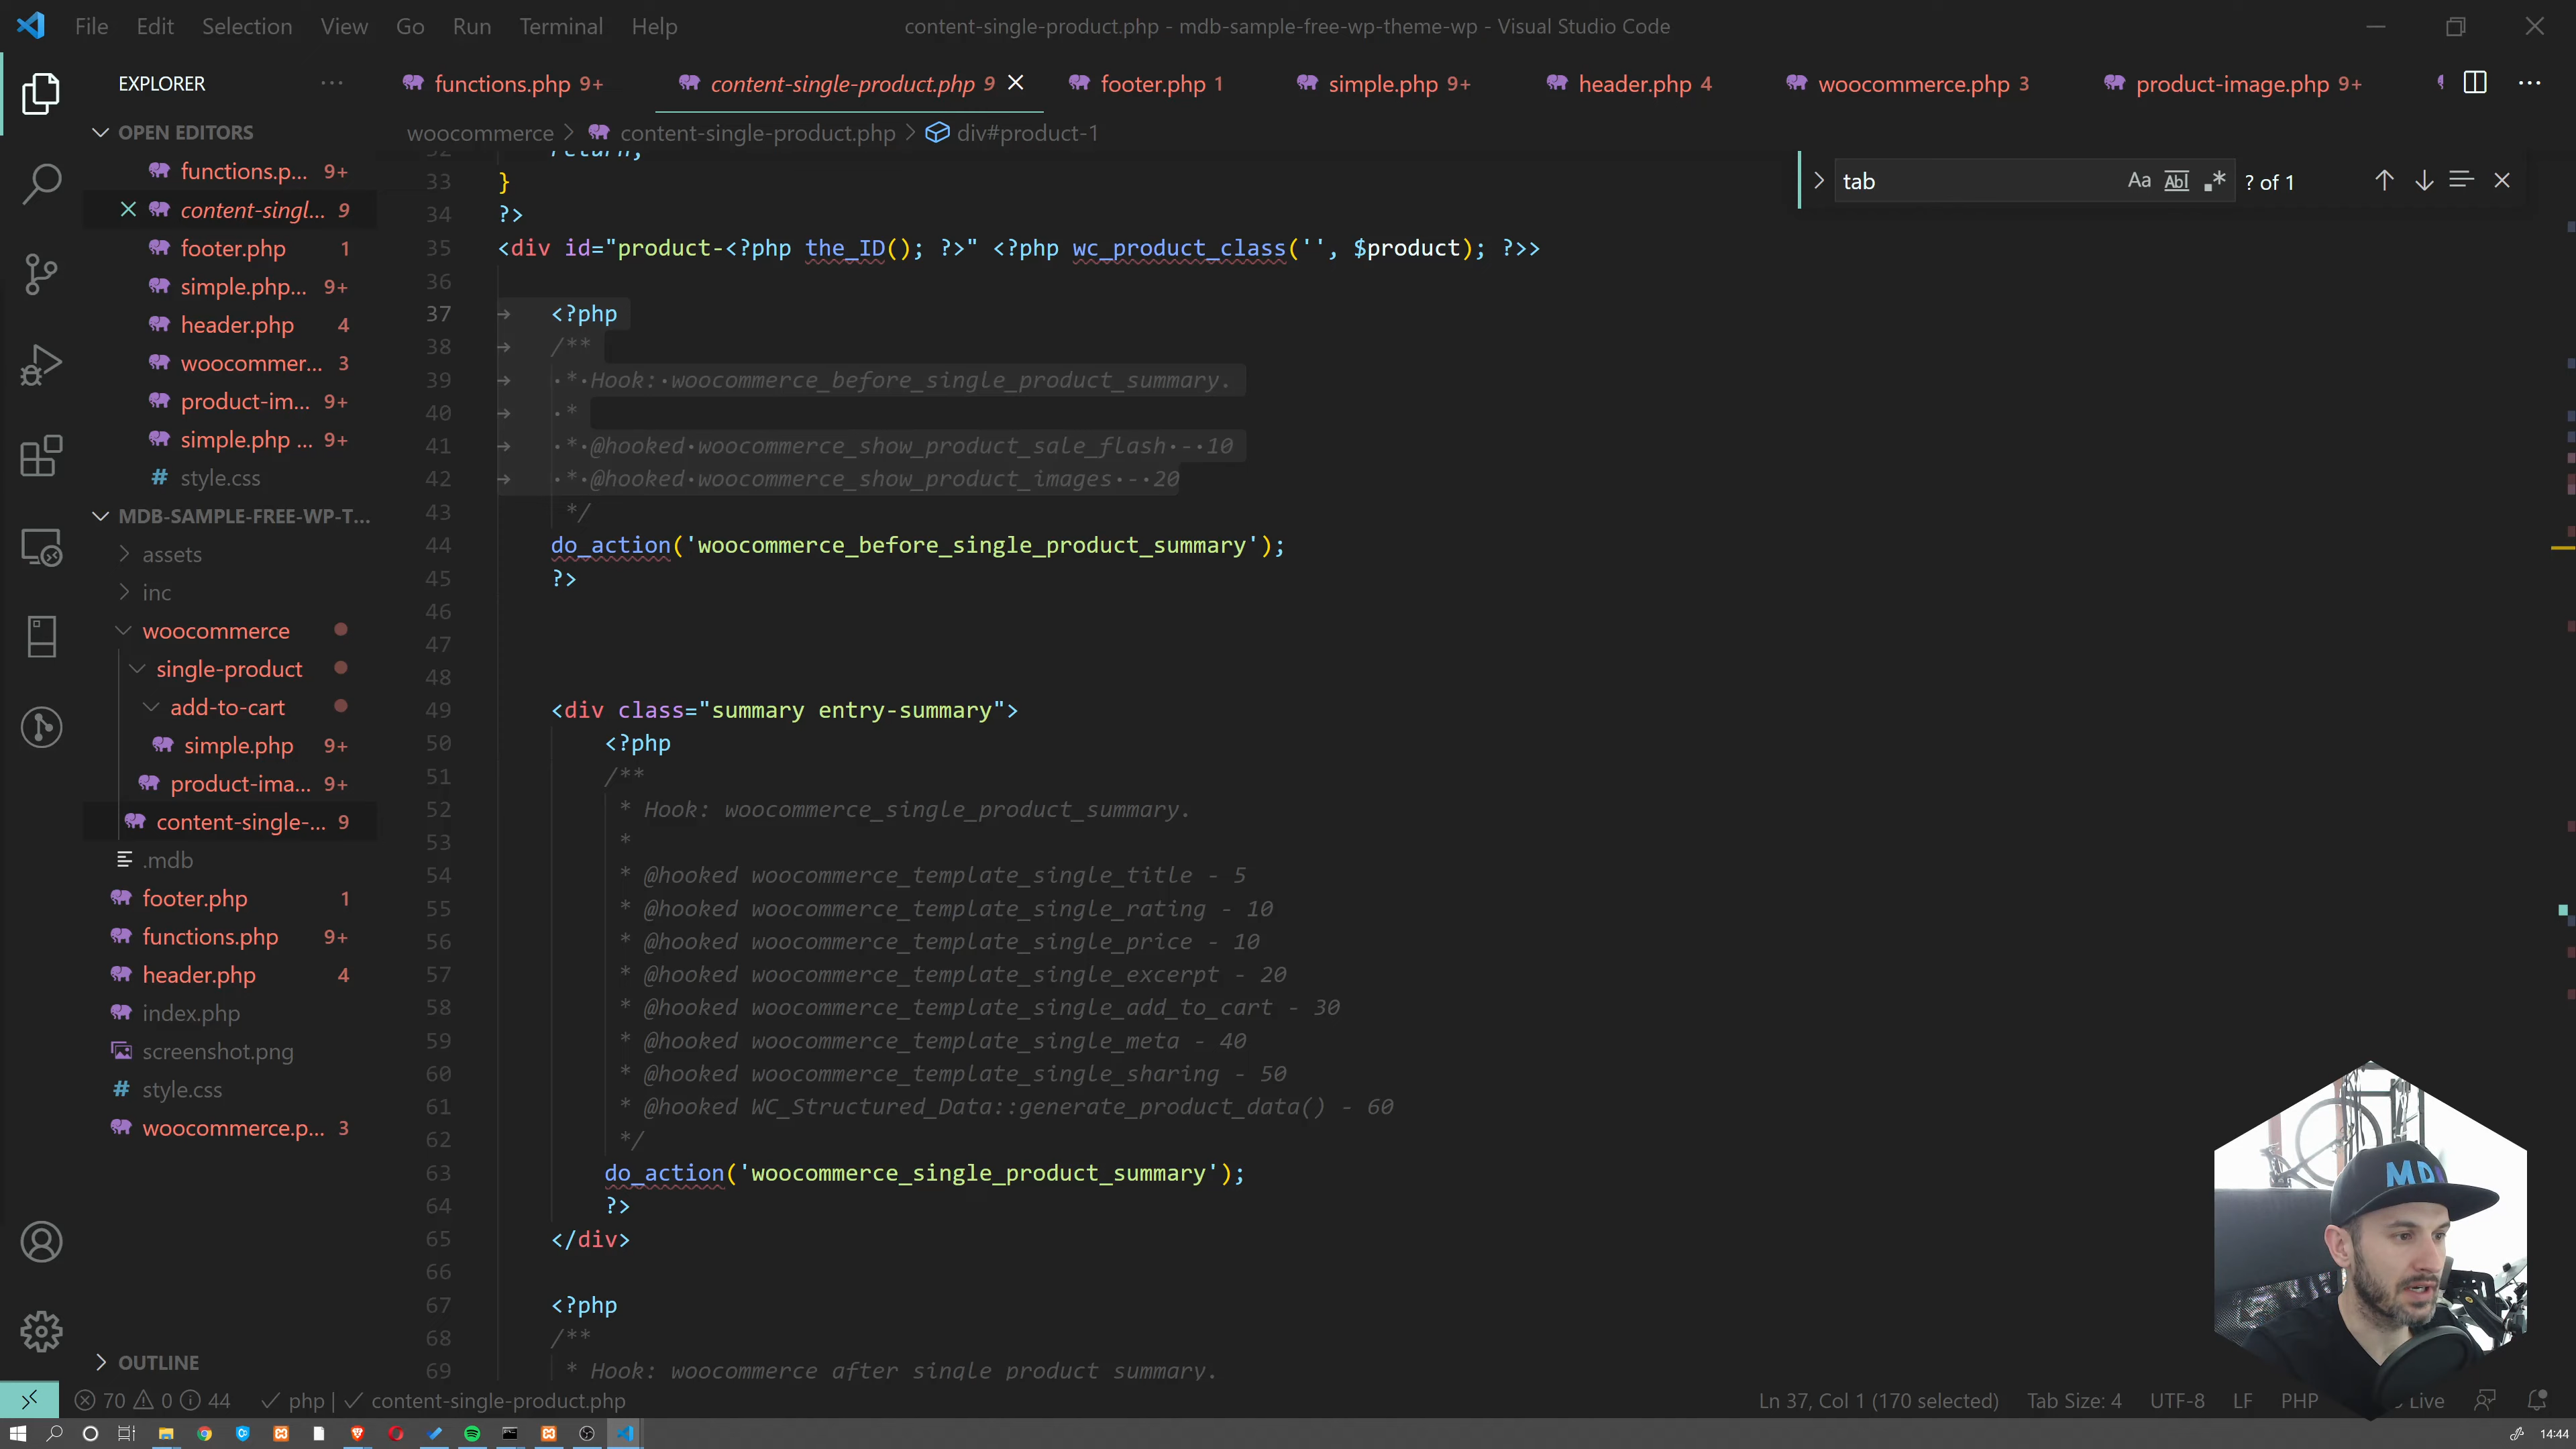 File Edit Selection View Go Run Terminal Help
content-single-product.php - mdb-sample-free-wp-theme-wp - Visual Studio Code
EXPLORER
functions.php 9+
content-single-product.php 9
footer.php 1
simple.php 9+
header.php 4
woocommerce.php 3
product-image.php 9+
OPEN EDITORS
functions.p... 9+
content-singl... 9
footer.php 1
simple.php... 9+
header.php 4
woocommer... 3
product-im... 9+
simple.php ... 9+
# style.css
MDB-SAMPLE-FREE-WP-T...
assets
inc
woocommerce
single-product
add-to-cart
simple.php 9+
product-ima... 9+
content-single-... 9
.mdb
footer.php 1
functions.php 9+
header.php 4
index.php
screenshot.png
# style.css
woocommerce.p... 3
OUTLINE
woocommerce > content-single-product.php > div#product-1
tab
Aa Abl .* ? of 1
32 return;
33 }
34 ?>
35 <div id="product-<?php the_ID(); ?>" <?php wc_product_class('', $product); ?>>
36
37 <?php
38 /**
39 * Hook: woocommerce_before_single_product_summary.
40 *
41 * @hooked woocommerce_show_product_sale_flash - 10
42 * @hooked woocommerce_show_product_images - 20
43 */
44 do_action('woocommerce_before_single_product_summary');
45 ?>
46
47
48
49 <div class="summary entry-summary">
50 <?php
51 /**
52 * Hook: woocommerce_single_product_summary.
53 *
54 * @hooked woocommerce_template_single_title - 5
55 * @hooked woocommerce_template_single_rating - 10
56 * @hooked woocommerce_template_single_price - 10
57 * @hooked woocommerce_template_single_excerpt - 20
58 * @hooked woocommerce_template_single_add_to_cart - 30
59 * @hooked woocommerce_template_single_meta - 40
60 * @hooked woocommerce_template_single_sharing - 50
61 * @hooked WC_Structured_Data::generate_product_data() - 60
62 */
63 do_action('woocommerce_single_product_summary');
64 ?>
65 </div>
66
67 <?php
68 /**
69 * Hook: woocommerce after single product summary.
70 0 44 php | content-single-product.php
Ln 37, Col 1 (170 selected) Tab Size: 4 UTF-8 LF PHP Live
14:44